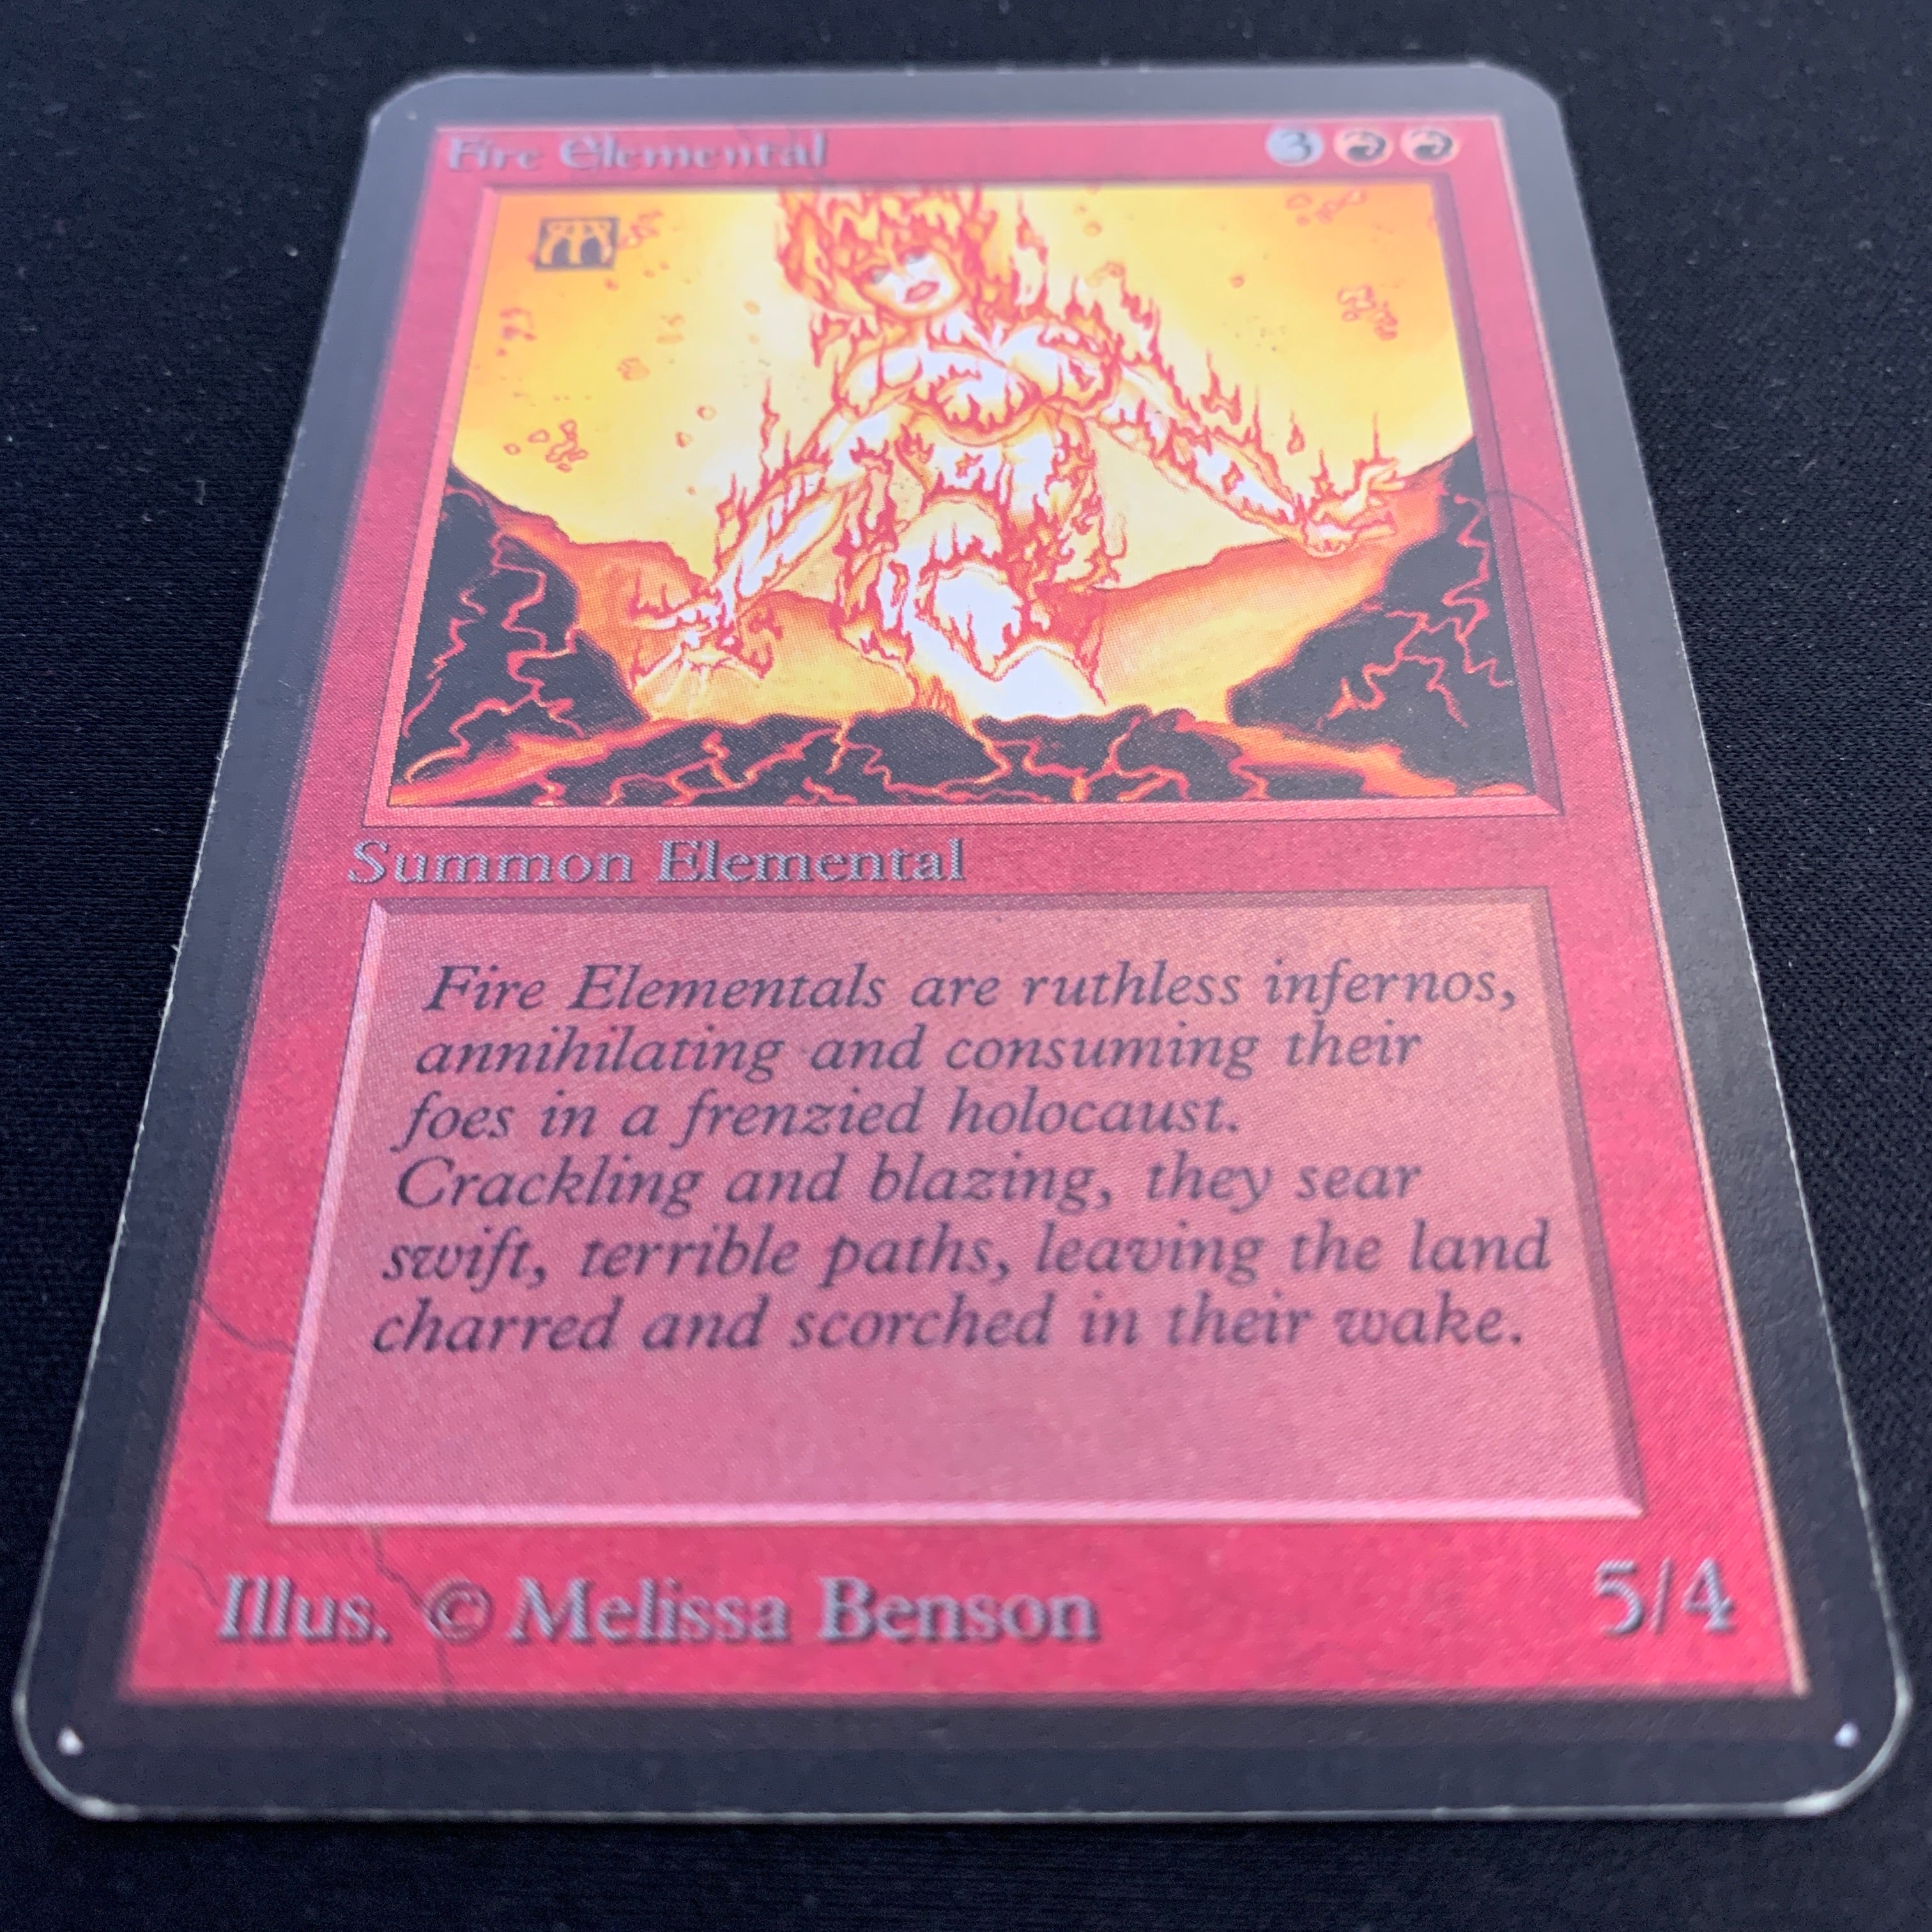 Fire Elemental 3
Summon Elemental
Fire Elementals are ruthless infernos,
annihilating and consuming their
foes in a frenzied holocaust.
Crackling and blazing, they sear
swift, terrible paths, leaving the land
charred and scorched in their wake.
Illus. © Melissa Benson 5/4